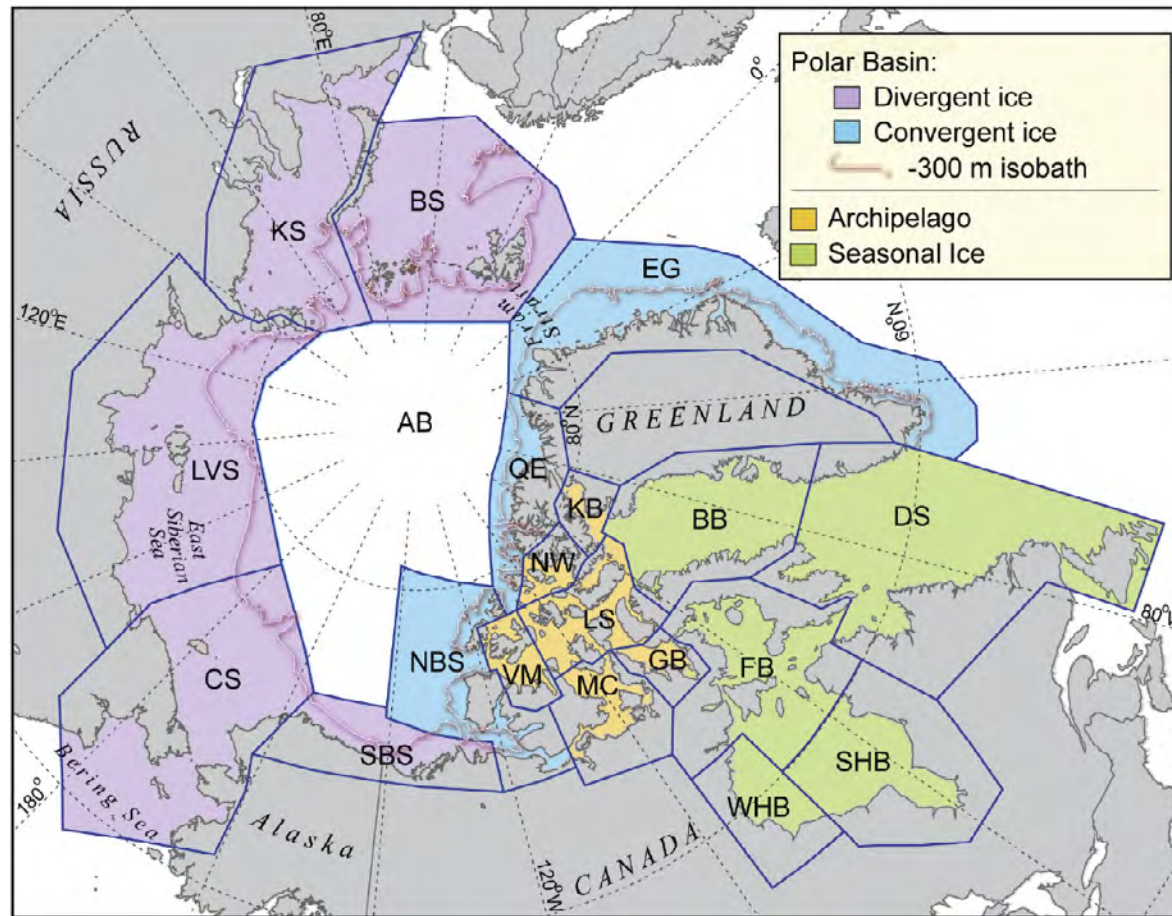 80°E
0°
Polar Basin:
Divergent ice
Convergent ice
-300 m isobath
Archipelago
Seasonal Ice
RUSSIA
KS
BS
EG
120°E
Fram
Strait
60°N
AB
GREENLAND
80°N
LVS
QE
East
Siberian
Sea
KB
BB
DS
NW
LS
80°W
NBS
VM
GB
FB
CS
MC
SBS
SHB
WHB
Bering Sea
180°
Alaska
120°W
CANADA